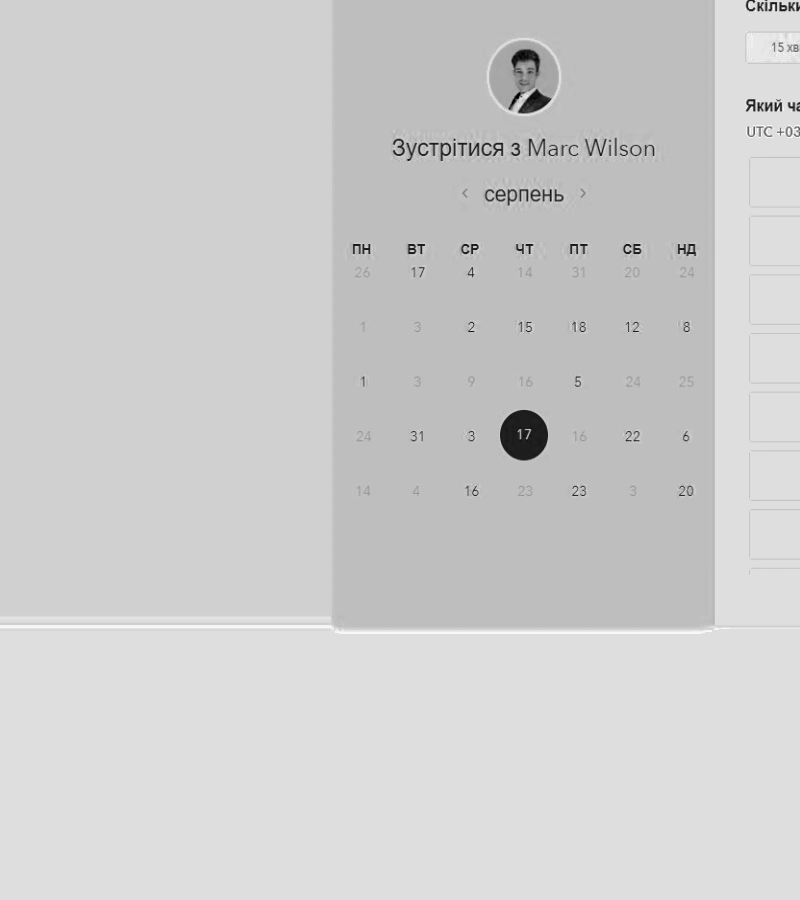 Зустрітися з Marc Wilson
‹ серпень ›
ПН ВТ СР ЧТ ПТ СБ НД
26 17 4 14 31 20 24
1 3 2 15 18 12 8
1 3 9 16 5 24 25
24 31 3 17 16 22 6
14 4 16 23 23 3 20
Скільки
15 хв
Який ча
UTC +03